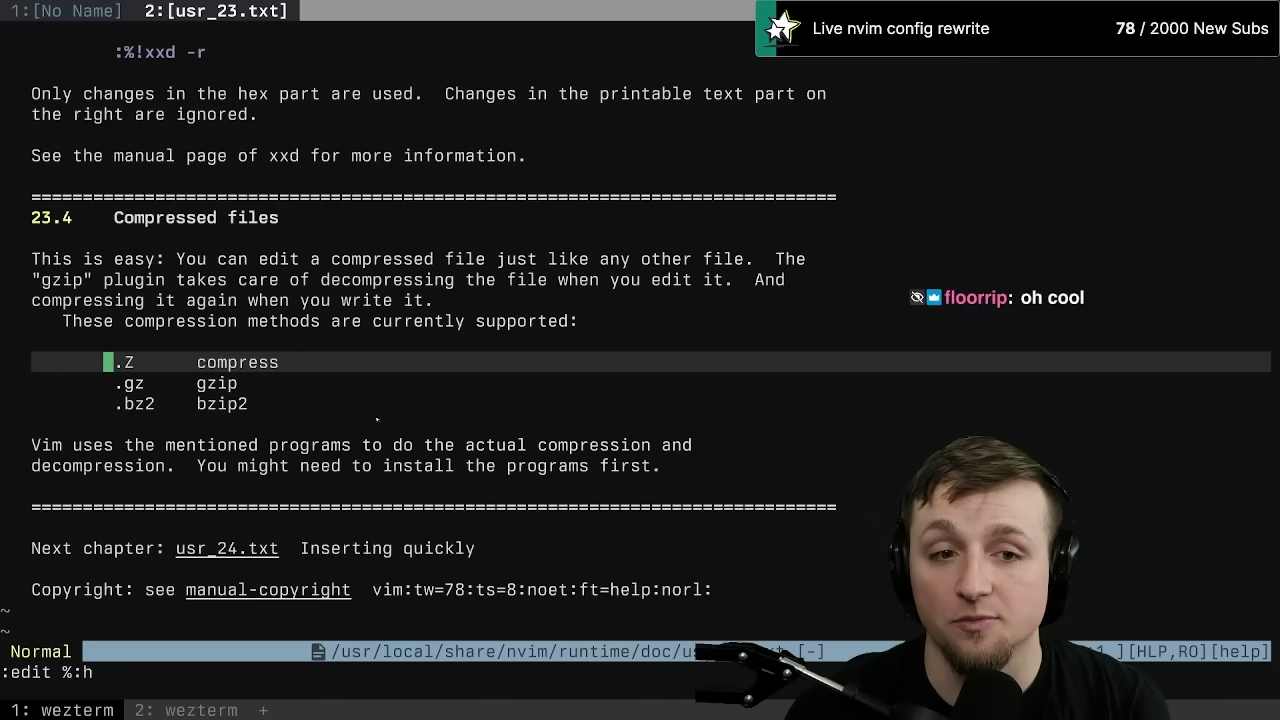 1:[No Name]  2:[usr_23.txt]
Live nvim config rewrite  78 / 2000 New Subs
:%!xxd -r
Only changes in the hex part are used.  Changes in the printable text part on
the right are ignored.
See the manual page of xxd for more information.
==============================================================================
23.4    Compressed files
This is easy: You can edit a compressed file just like any other file.  The
"gzip" plugin takes care of decompressing the file when you edit it.  And
compressing it again when you write it.
floorrip: oh cool
These compression methods are currently supported:
.Z      compress
.gz     gzip
.bz2    bzip2
Vim uses the mentioned programs to do the actual compression and
decompression.  You might need to install the programs first.
==============================================================================
Next chapter: usr_24.txt  Inserting quickly
Copyright: see manual-copyright  vim:tw=78:ts=8:noet:ft=help:norl:
~
~
Normal  /usr/local/share/nvim/runtime/doc/ [-]  ][HLP,RO][help]
:edit %:h
1: wezterm  2: wezterm  +